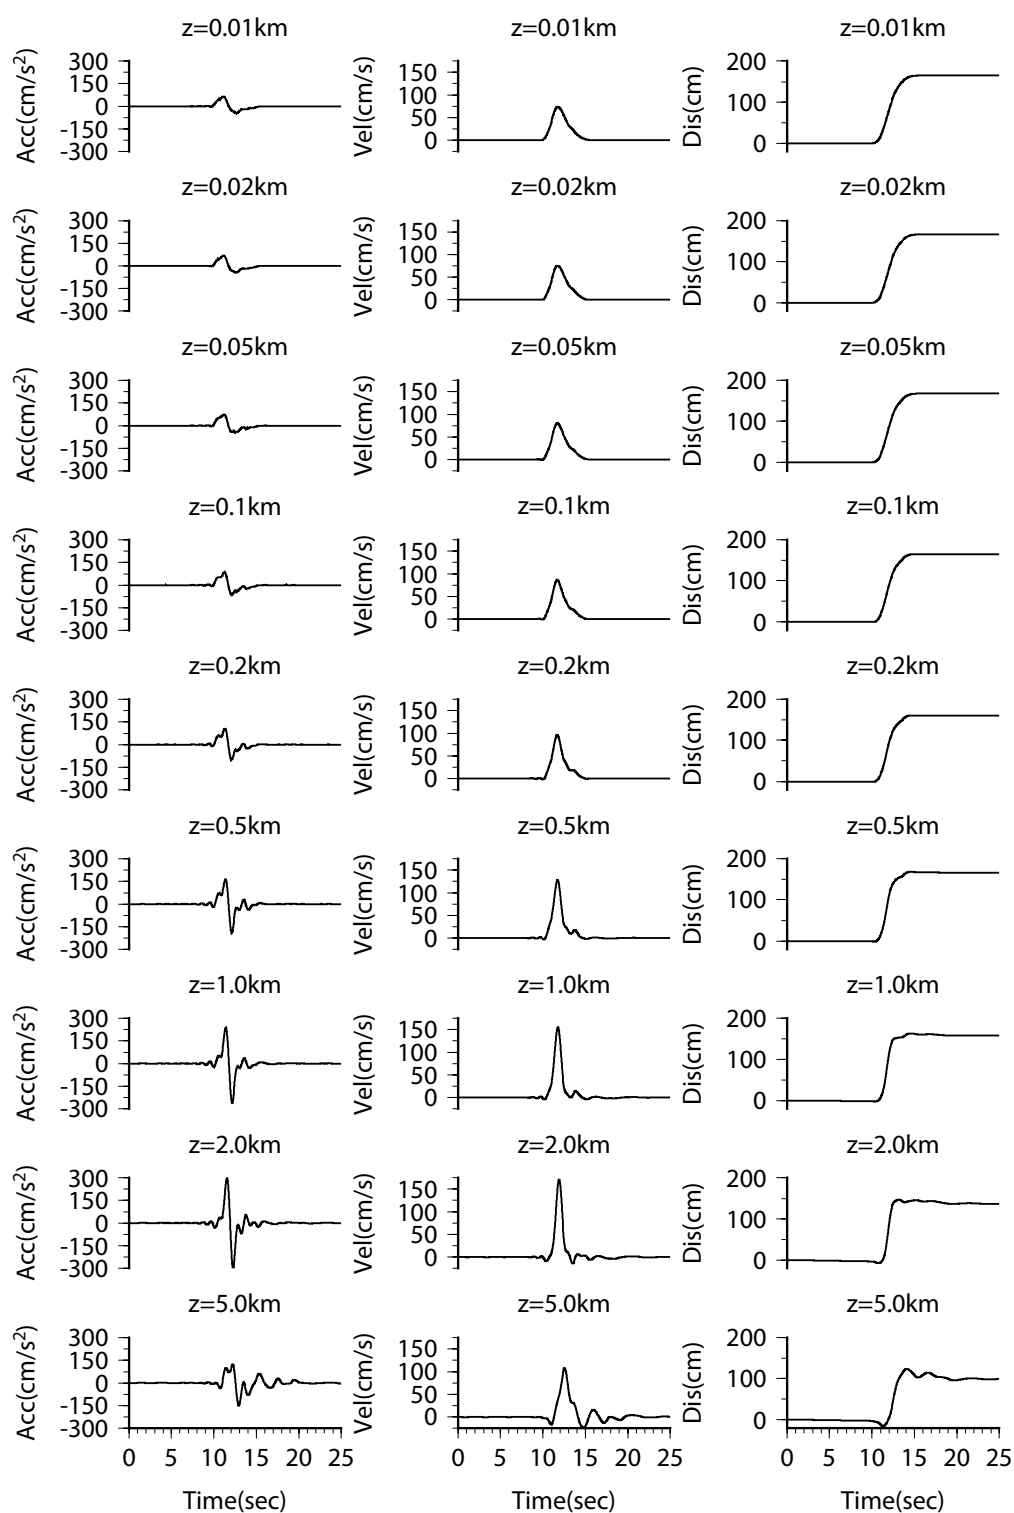 z=0.01km z=0.01km z=0.01km
Acc(cm/s²) 300 150 0 -150 -300 Vel(cm/s) 150 100 50 0 Dis(cm) 200 100 0
z=0.02km z=0.02km z=0.02km
Acc(cm/s²) 300 150 0 -150 -300 Vel(cm/s) 150 100 50 0 Dis(cm) 200 100 0
z=0.05km z=0.05km z=0.05km
Acc(cm/s²) 300 150 0 -150 -300 Vel(cm/s) 150 100 50 0 Dis(cm) 200 100 0
z=0.1km z=0.1km z=0.1km
Acc(cm/s²) 300 150 0 -150 -300 Vel(cm/s) 150 100 50 0 Dis(cm) 200 100 0
z=0.2km z=0.2km z=0.2km
Acc(cm/s²) 300 150 0 -150 -300 Vel(cm/s) 150 100 50 0 Dis(cm) 200 100 0
z=0.5km z=0.5km z=0.5km
Acc(cm/s²) 300 150 0 -150 -300 Vel(cm/s) 150 100 50 0 Dis(cm) 200 100 0
z=1.0km z=1.0km z=1.0km
Acc(cm/s²) 300 150 0 -150 -300 Vel(cm/s) 150 100 50 0 Dis(cm) 200 100 0
z=2.0km z=2.0km z=2.0km
Acc(cm/s²) 300 150 0 -150 -300 Vel(cm/s) 150 100 50 0 Dis(cm) 200 100 0
z=5.0km z=5.0km z=5.0km
Acc(cm/s²) 300 150 0 -150 -300 Vel(cm/s) 150 100 50 0 Dis(cm) 200 100 0
0 5 10 15 20 25 0 5 10 15 20 25 0 5 10 15 20 25
Time(sec) Time(sec) Time(sec)